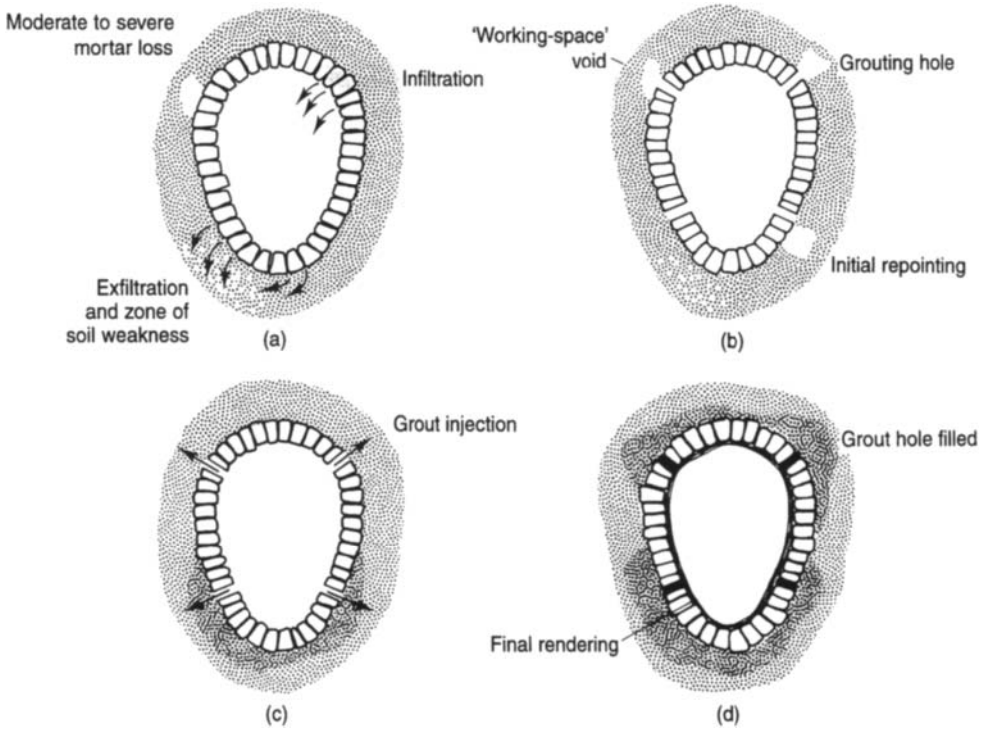 Moderate to severe
mortar loss
Infiltration
Exfiltration
and zone of
soil weakness
(a)
‘Working-space’
void
Grouting hole
Initial repointing
(b)
Grout injection
(c)
Grout hole filled
Final rendering
(d)